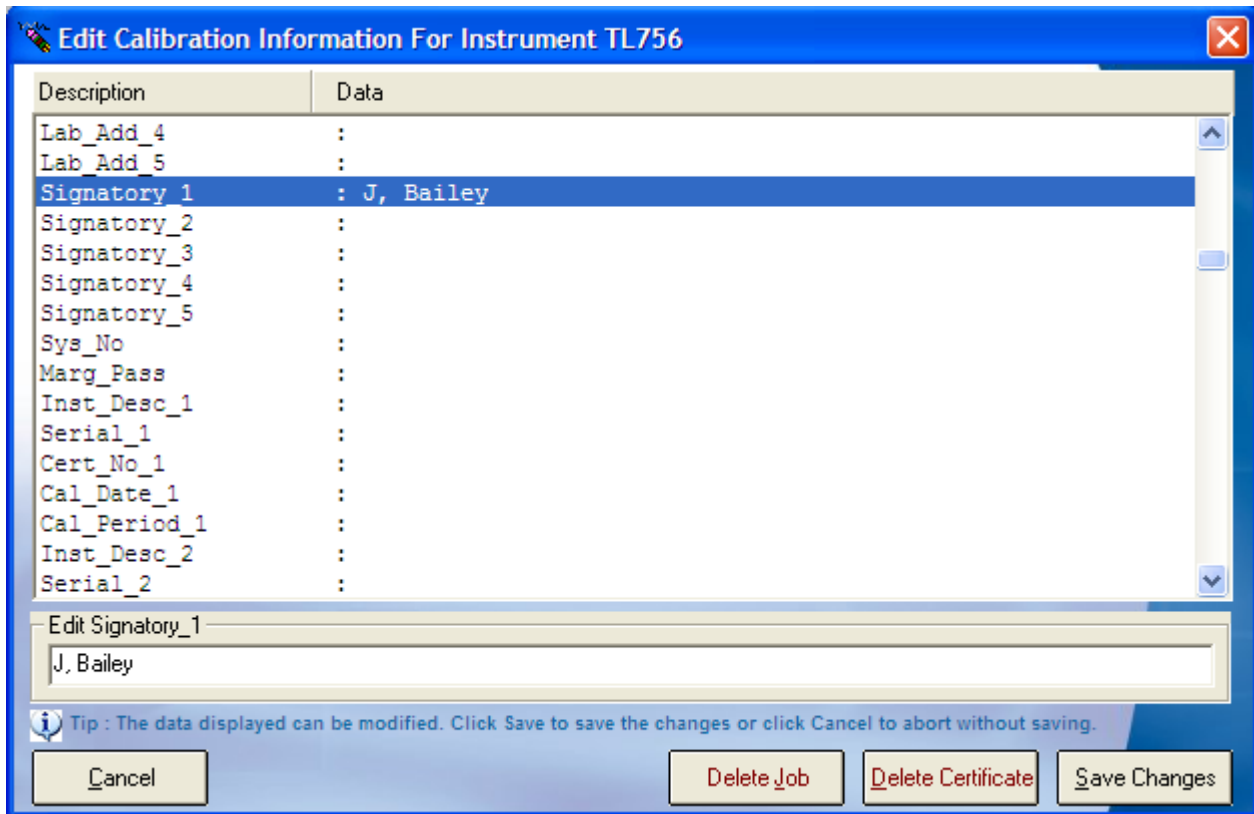 Edit Calibration Information For Instrument TL756
Description Data
Lab_Add_4 :
Lab_Add_5 :
Signatory_1 : J, Bailey
Signatory_2 :
Signatory_3 :
Signatory_4 :
Signatory_5 :
Sys_No :
Marg_Pass :
Inst_Desc_1 :
Serial_1 :
Cert_No_1 :
Cal_Date_1 :
Cal_Period_1 :
Inst_Desc_2 :
Serial_2 :
Edit Signatory_1
J, Bailey
Tip : The data displayed can be modified. Click Save to save the changes or click Cancel to abort without saving.
Cancel Delete Job Delete Certificate Save Changes